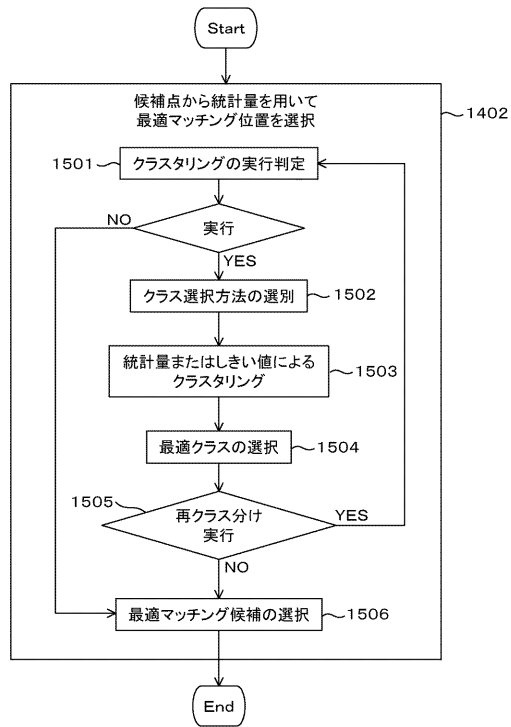 Start
候補点から統計量を用いて
最適マッチング位置を選択
1402
1501
クラスタリングの実行判定
NO
実行
YES
クラス選択方法の選別
1502
統計量またはしきい値による
クラスタリング
1503
最適クラスの選択
1504
1505
再クラス分け
実行
YES
NO
最適マッチング候補の選択
1506
End